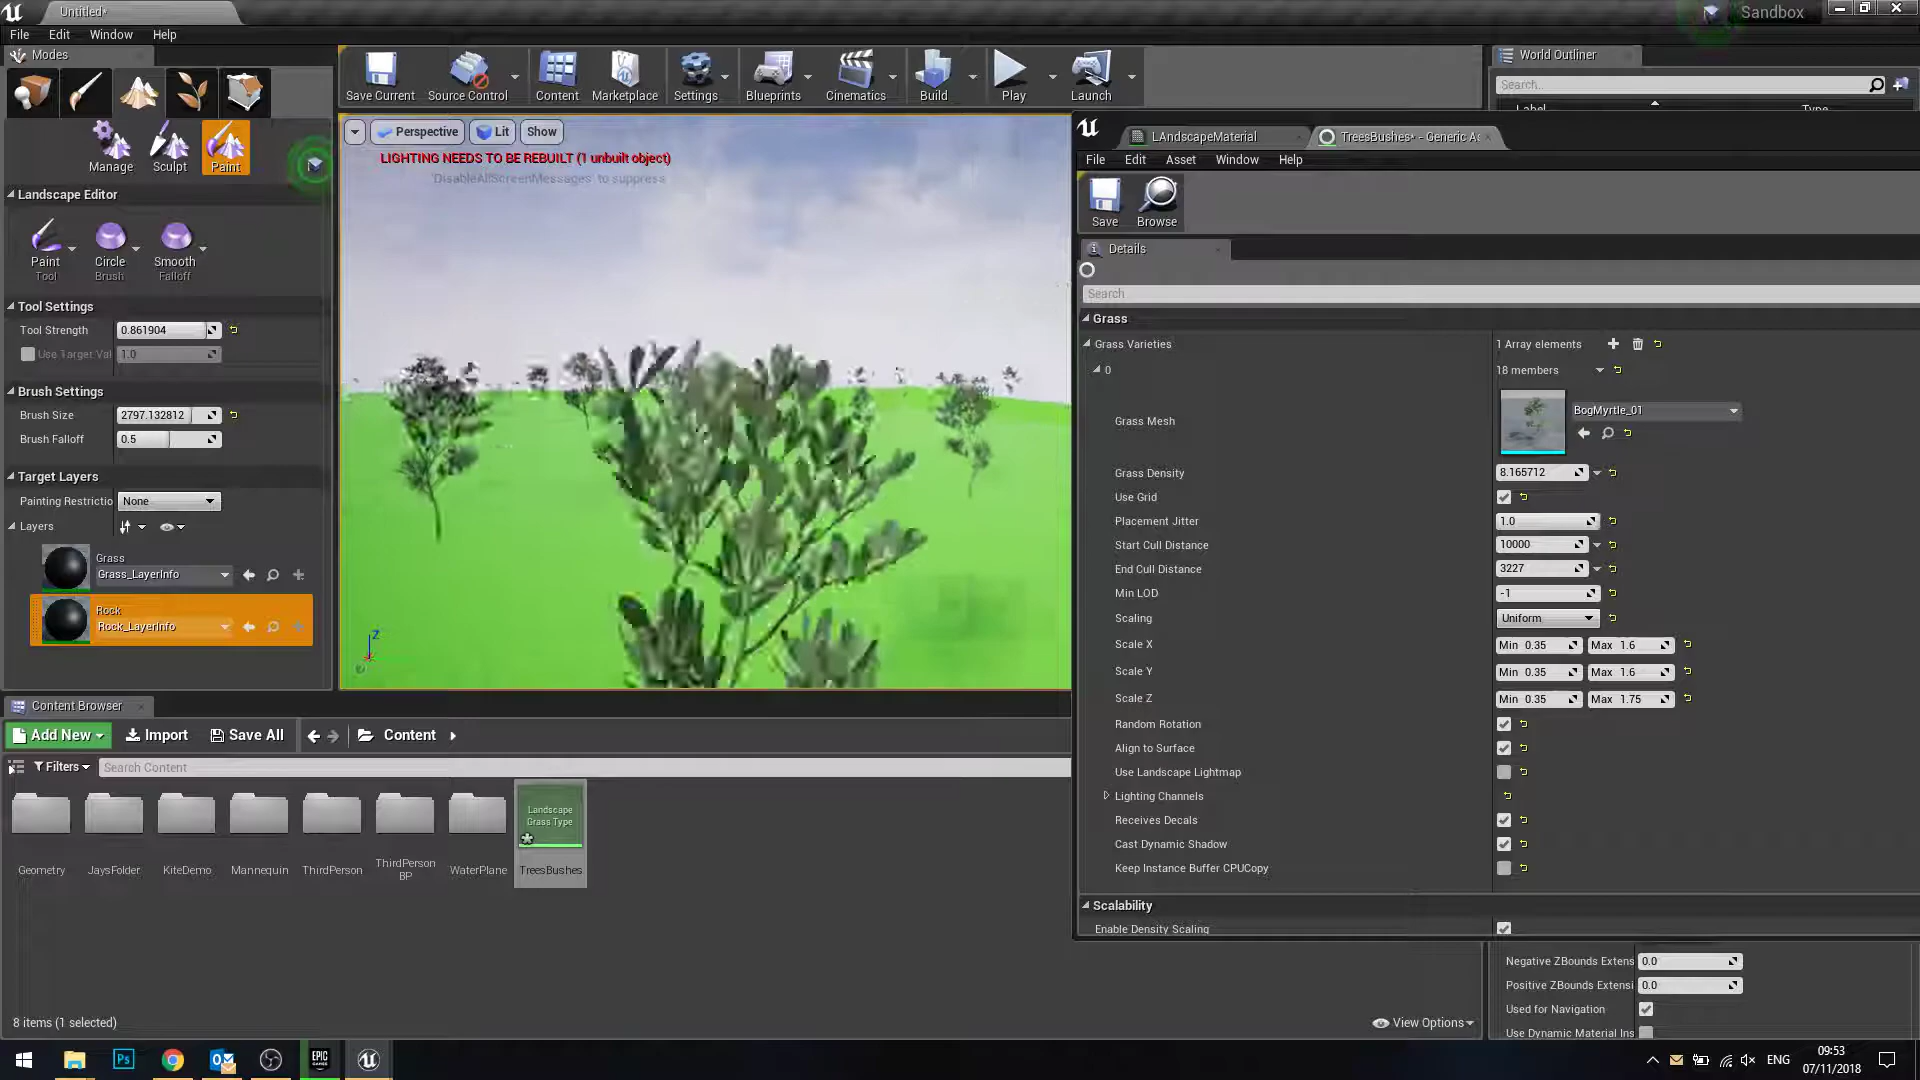 Untitled*
Sandbox
File Edit Window Help
Modes
Save Current
Source Control
Content
Marketplace
Settings
Blueprints
Cinematics
Build
Play
Launch
World Outliner
Search...
Label
Type
Manage
Sculpt
Paint
Landscape Editor
Paint
Tool
Circle
Brush
Smooth
Falloff
Tool Settings
Tool Strength 0.861904
Use Target Val 1.0
Brush Settings
Brush Size 2797.132812
Brush Falloff 0.5
Target Layers
Painting Restrictio None
Layers
Grass
Grass_LayerInfo
Rock
Rock_LayerInfo
Perspective Lit Show
LIGHTING NEEDS TO BE REBUILT (1 unbuilt object)
'DisableAllScreenMessages' to suppress
Z
LAndscapeMaterial
TreesBushes* - Generic As
File Edit Asset Window Help
Save
Browse
Details
Search
Grass
Grass Varieties 1 Array elements
0 18 members
Grass Mesh BogMyrtle_01
Grass Density 8.165712
Use Grid
Placement Jitter 1.0
Start Cull Distance 10000
End Cull Distance 3227
Min LOD -1
Scaling Uniform
Scale X Min 0.35 Max 1.6
Scale Y Min 0.35 Max 1.6
Scale Z Min 0.35 Max 1.75
Random Rotation
Align to Surface
Use Landscape Lightmap
Lighting Channels
Receives Decals
Cast Dynamic Shadow
Keep Instance Buffer CPUCopy
Scalability
Enable Density Scaling
Negative ZBounds Extens 0.0
Positive ZBounds Extensi 0.0
Used for Navigation
Use Dynamic Material Ins
Content Browser
Add New Import Save All Content
Filters Search Content
Landscape
Grass Type
Geometry
JaysFolder
KiteDemo
Mannequin
ThirdPerson
ThirdPerson
BP
WaterPlane
TreesBushes
8 items (1 selected)
View Options
Ps
EPIC
GAMES
ENG
09:53
07/11/2018